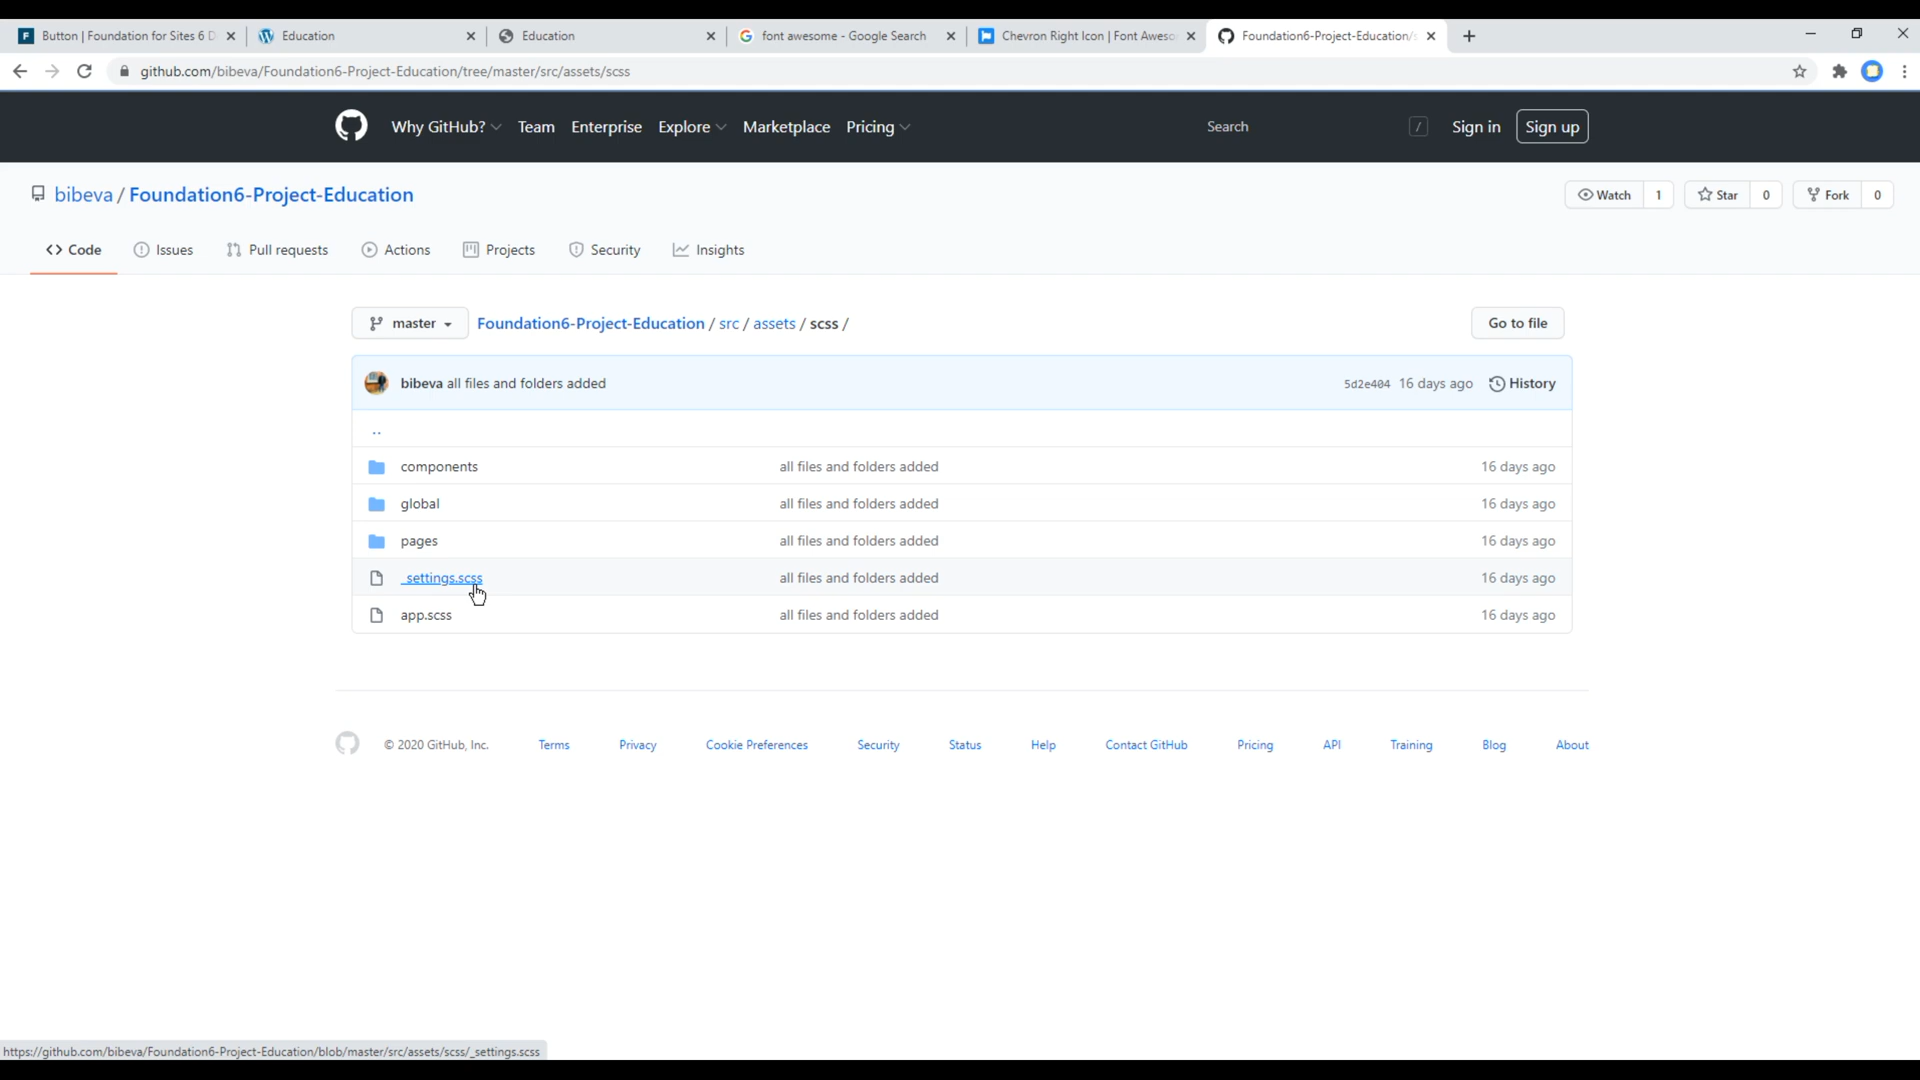 Button | Foundation for Sites 6 D
Education
Education
font awesome - Google Search
Chevron Right Icon | Font Aweso
Foundation6-Project-Education/s
github.com/bibeva/Foundation6-Project-Education/tree/master/src/assets/scss
Why GitHub? Team Enterprise Explore Marketplace Pricing Search / Sign in Sign up
bibeva / Foundation6-Project-Education
Watch 1 Star 0 Fork 0
Code Issues Pull requests Actions Projects Security Insights
master Foundation6-Project-Education / src / assets / scss / Go to file
bibeva all files and folders added 5d2e404 16 days ago History
..
components all files and folders added 16 days ago
global all files and folders added 16 days ago
pages all files and folders added 16 days ago
_settings.scss all files and folders added 16 days ago
app.scss all files and folders added 16 days ago
© 2020 GitHub, Inc. Terms Privacy Cookie Preferences Security Status Help Contact GitHub Pricing API Training Blog About
https://github.com/bibeva/Foundation6-Project-Education/blob/master/src/assets/scss/_settings.scss